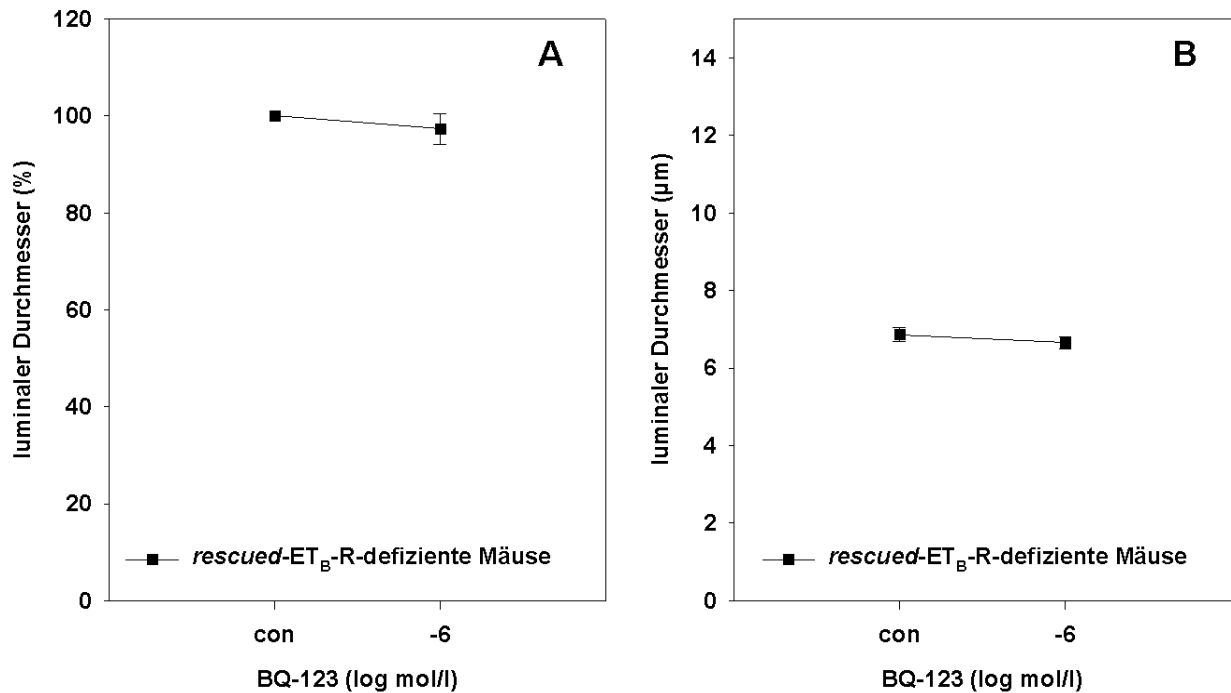 A
luminaler Durchmesser (%)
120
100
80
60
40
20
0
rescued-ET_B-R-defiziente Mäuse
con
-6
BQ-123 (log mol/l)
B
luminaler Durchmesser (µm)
14
12
10
8
6
4
2
0
rescued-ET_B-R-defiziente Mäuse
con
-6
BQ-123 (log mol/l)